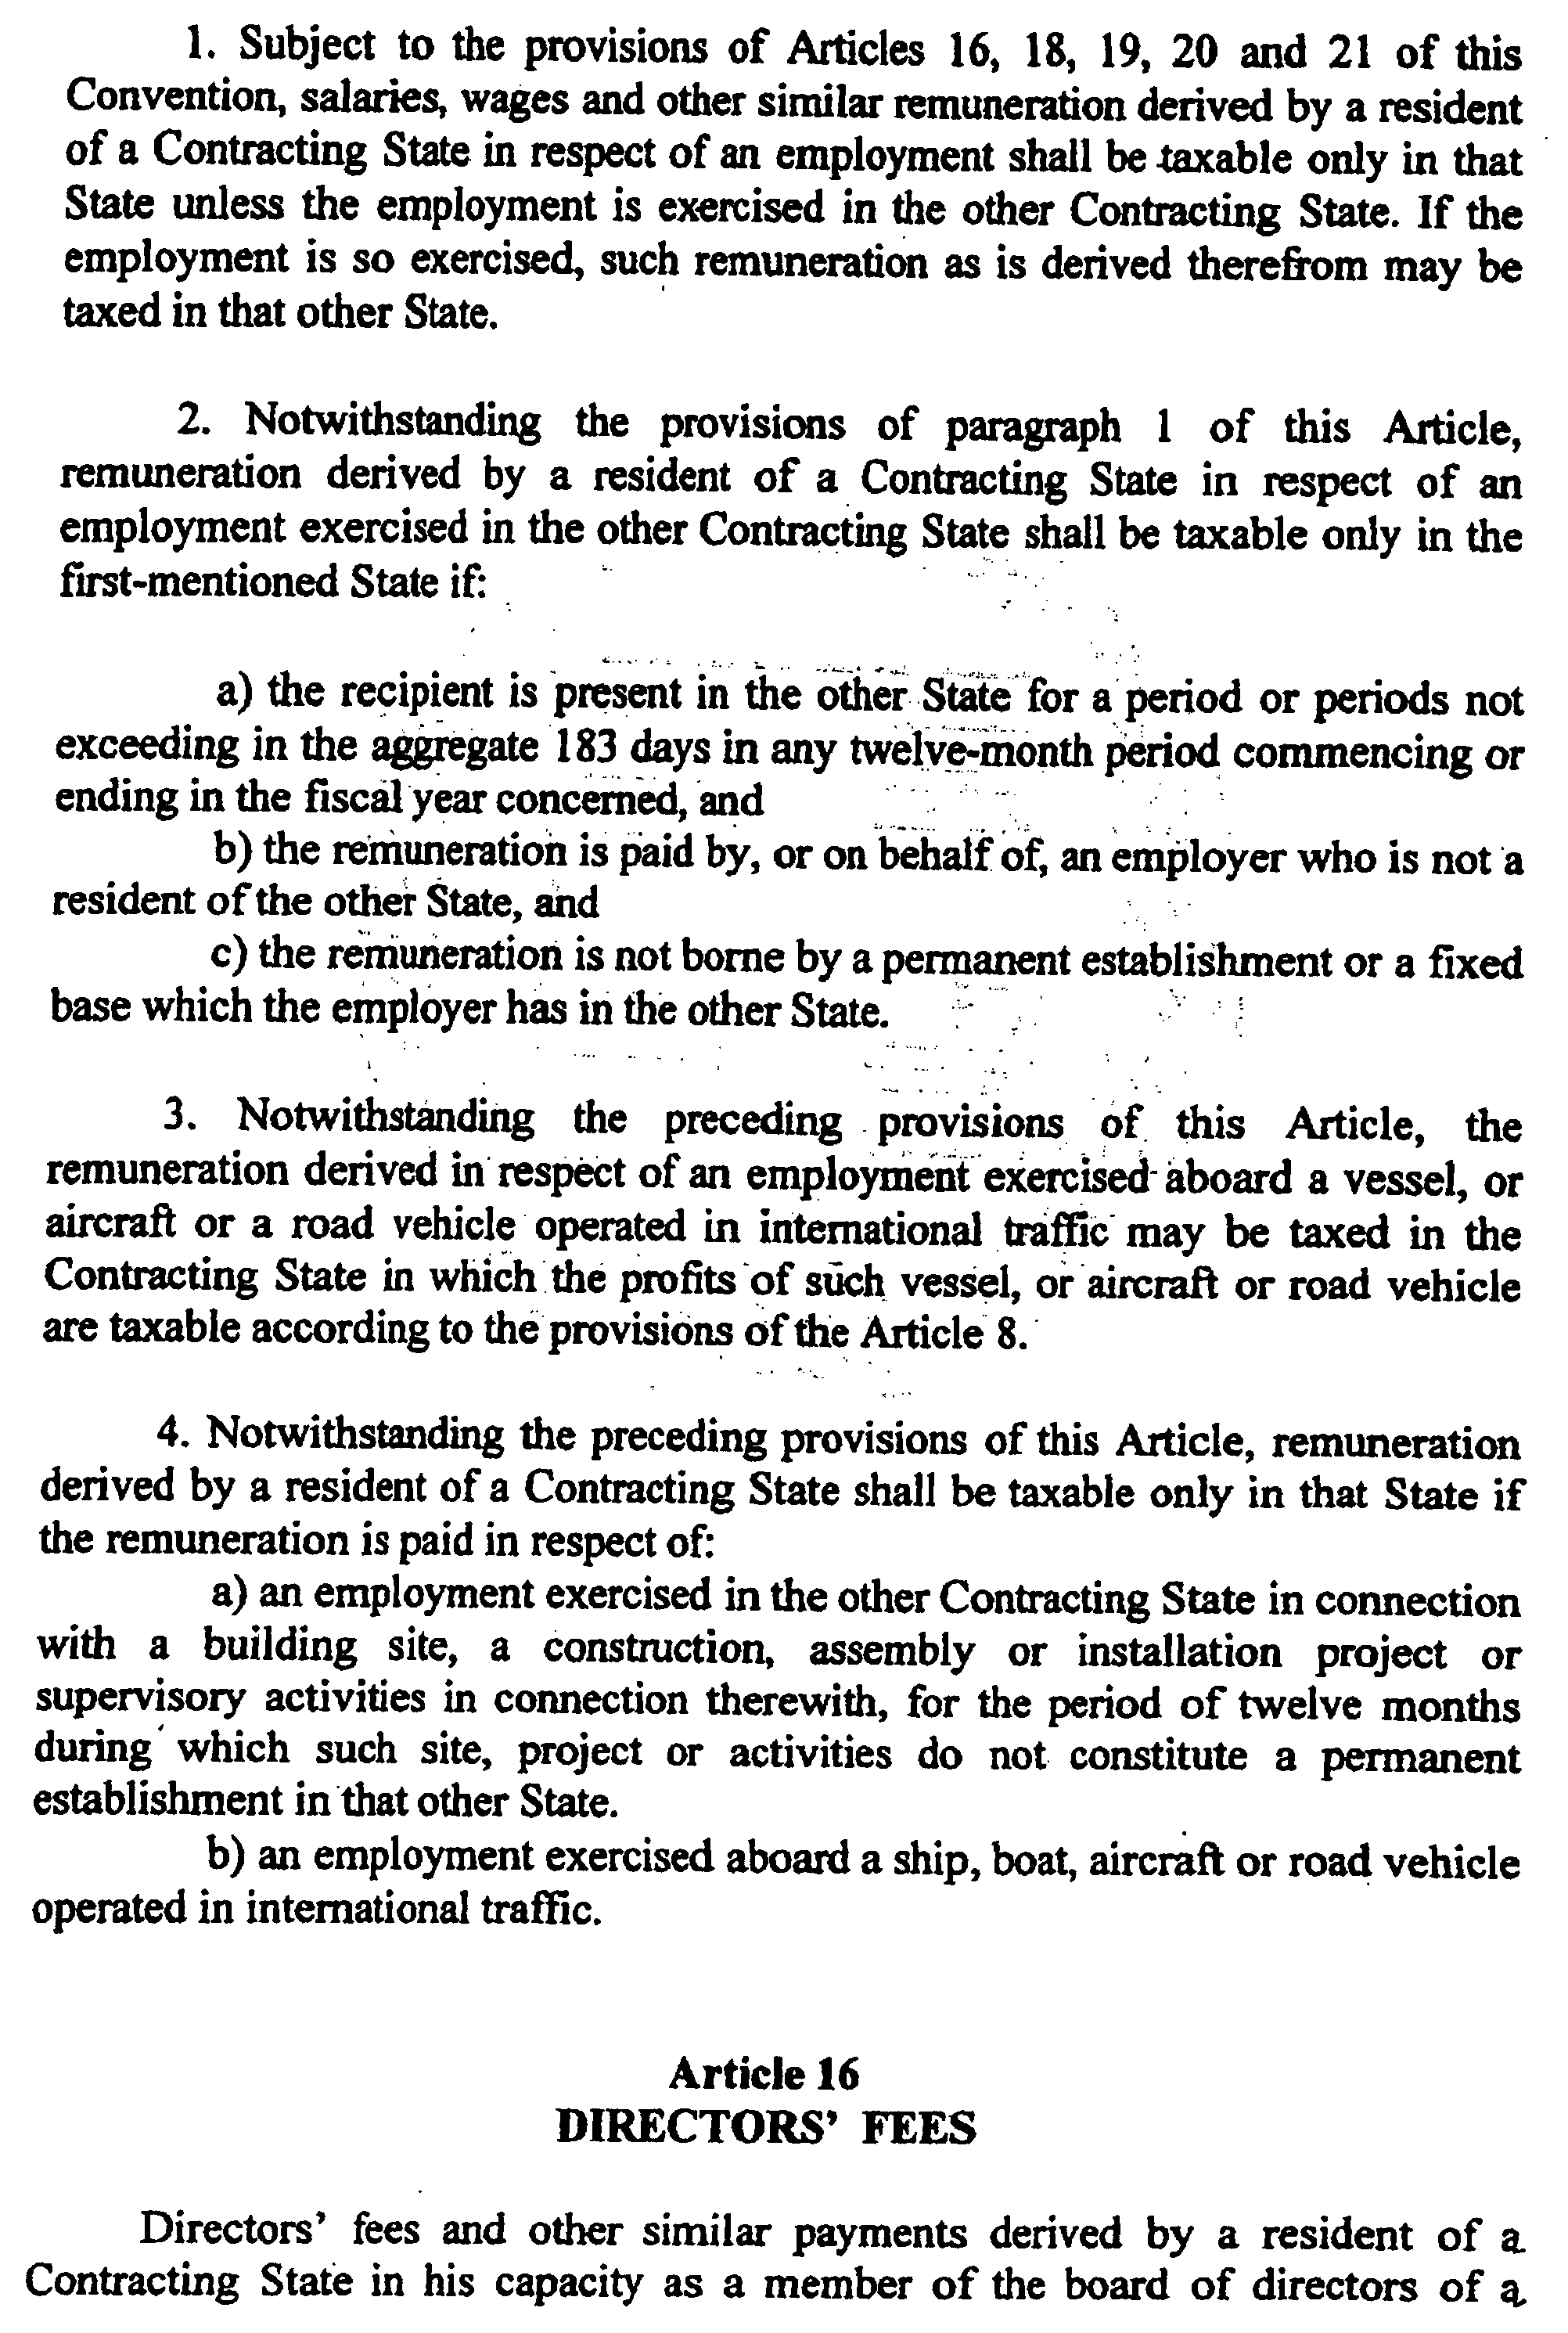 1. Subject to the provisions of Articles 16, 18, 19, 20 and 21 of this
Convention, salaries, wages and other similar remuneration derived by a resident
of a Contracting State in respect of an employment shall be taxable only in that
State unless the employment is exercised in the other Contracting State. If the
employment is so exercised, such remuneration as is derived therefrom may be
taxed in that other State.
2. Notwithstanding the provisions of paragraph 1 of this Article,
remuneration derived by a resident of a Contracting State in respect of an
employment exercised in the other Contracting State shall be taxable only in the
first-mentioned State if:
a) the recipient is present in the other State for a period or periods not
exceeding in the aggregate 183 days in any twelve-month period commencing or
ending in the fiscal year concerned, and
b) the remuneration is paid by, or on behalf of, an employer who is not a
resident of the other State, and
c) the remuneration is not borne by a permanent establishment or a fixed
base which the employer has in the other State.
3. Notwithstanding the preceding provisions of this Article, the
remuneration derived in respect of an employment exercised aboard a vessel, or
aircraft or a road vehicle operated in international traffic may be taxed in the
Contracting State in which the profits of such vessel, or aircraft or road vehicle
are taxable according to the provisions of the Article 8.
4. Notwithstanding the preceding provisions of this Article, remuneration
derived by a resident of a Contracting State shall be taxable only in that State if
the remuneration is paid in respect of:
a) an employment exercised in the other Contracting State in connection
with a building site, a construction, assembly or installation project or
supervisory activities in connection therewith, for the period of twelve months
during which such site, project or activities do not constitute a permanent
establishment in that other State.
b) an employment exercised aboard a ship, boat, aircraft or road vehicle
operated in international traffic.
Article 16
DIRECTORS' FEES
Directors' fees and other similar payments derived by a resident of a
Contracting State in his capacity as a member of the board of directors of a